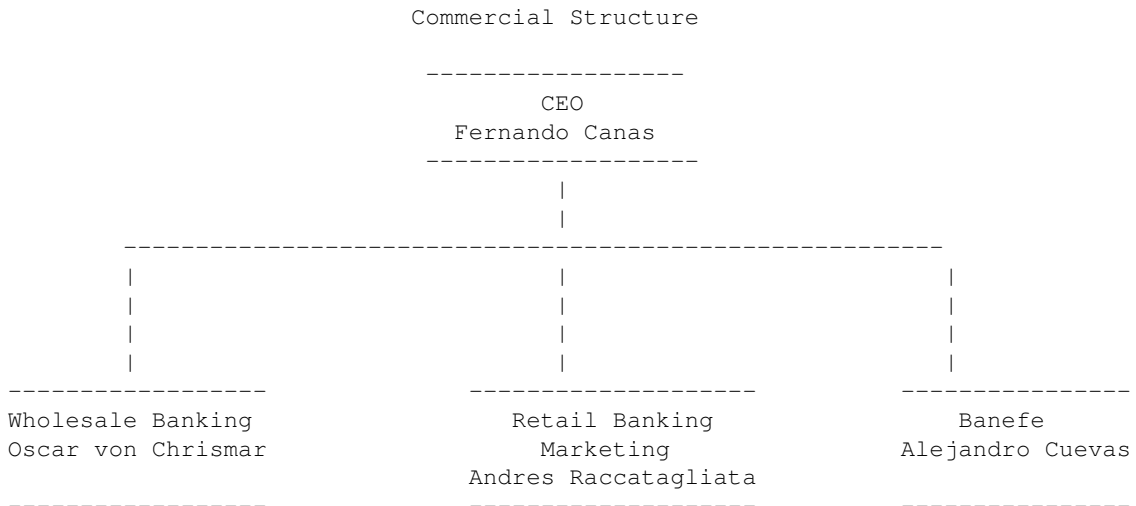 Commercial Structure
CEO
Fernando Canas
Wholesale Banking
Oscar von Chrismar
Retail Banking
Marketing
Andres Raccatagliata
Banefe
Alejandro Cuevas